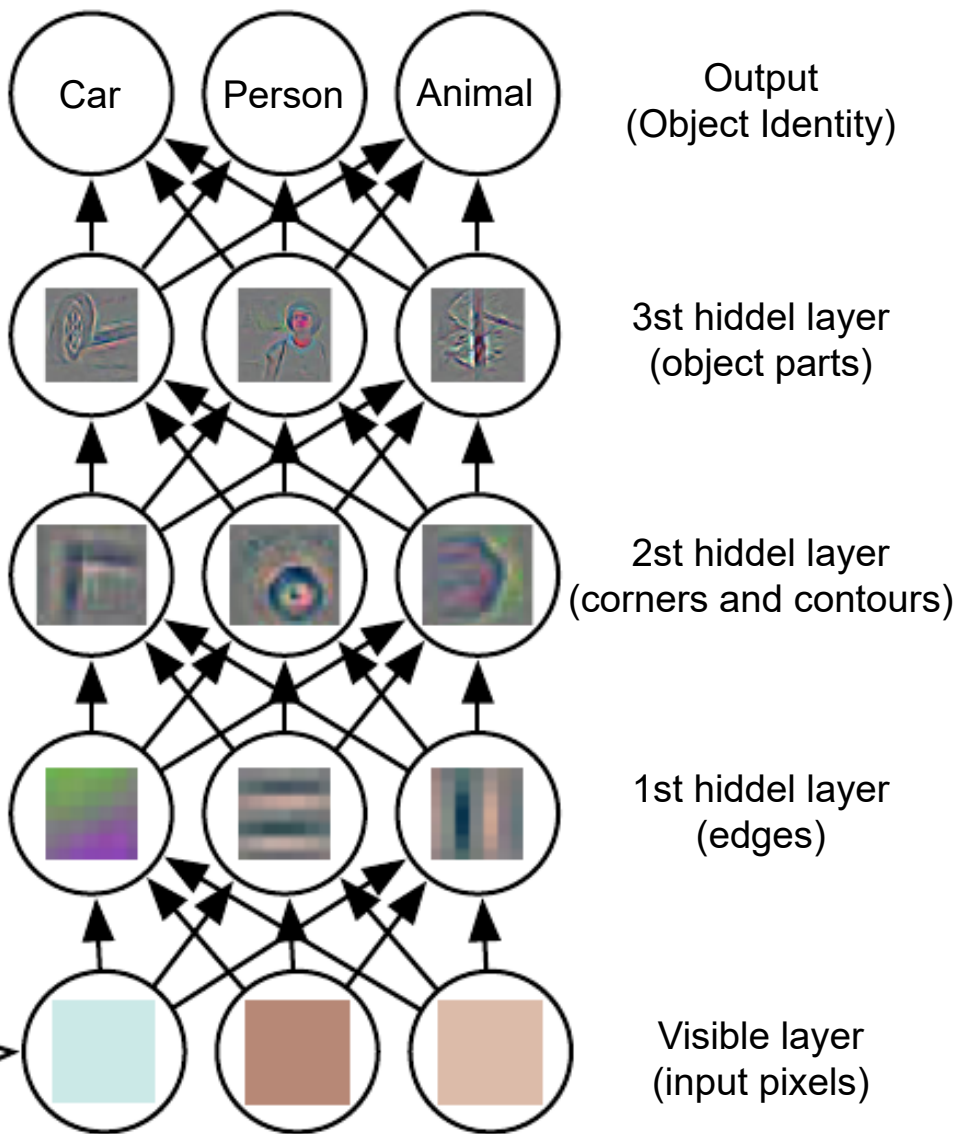 Car
Person
Animal
Output
(Object Identity)
3st hiddel layer
(object parts)
2st hiddel layer
(corners and contours)
1st hiddel layer
(edges)
Visible layer
(input pixels)